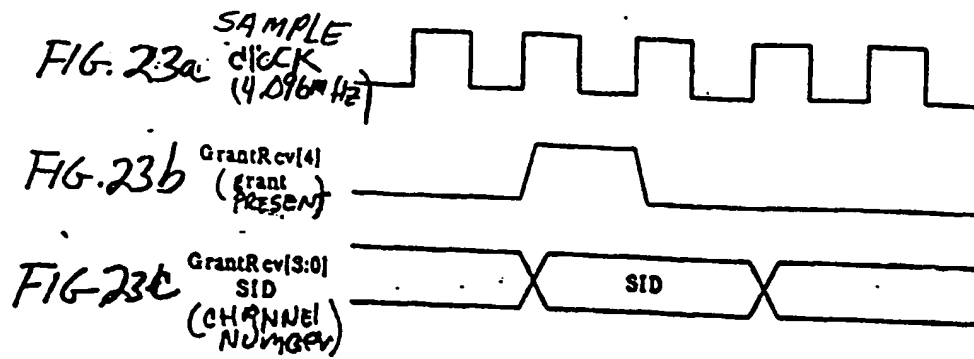 FIG. 23a SAMPLE
clock
(4.096mHz)
FIG. 23b GrantRcv[4]
(grant
PRESENT)
FIG-23c GrantRcv[3:0]
SID
(CHANNEL
NUMBER)
SID